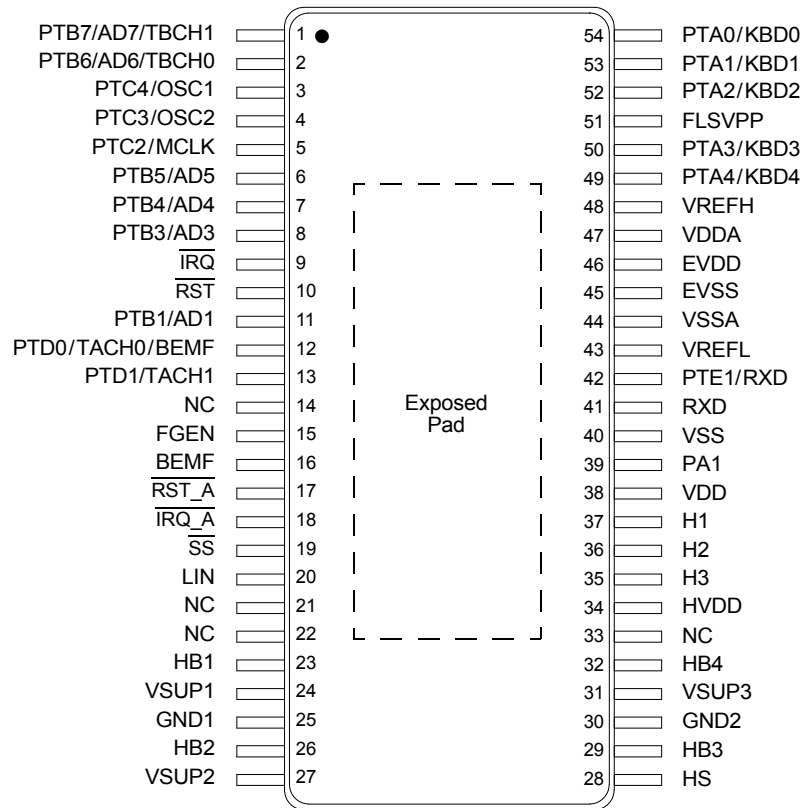 PTB7/AD7/TBCH1 1 54 PTA0/KBD0
PTB6/AD6/TBCH0 2 53 PTA1/KBD1
PTC4/OSC1 3 52 PTA2/KBD2
PTC3/OSC2 4 51 FLSVPP
PTC2/MCLK 5 50 PTA3/KBD3
PTB5/AD5 6 49 PTA4/KBD4
PTB4/AD4 7 48 VREFH
PTB3/AD3 8 47 VDDA
I̅R̅Q̅ 9 46 EVDD
R̅S̅T̅ 10 45 EVSS
PTB1/AD1 11 44 VSSA
PTD0/TACH0/BEMF 12 43 VREFL
PTD1/TACH1 13 42 PTE1/RXD
NC 14 Exposed 41 RXD
FGEN 15 Pad 40 VSS
BEMF 16 39 PA1
R̅S̅T̅_̅A̅ 17 38 VDD
I̅R̅Q̅_̅A̅ 18 37 H1
S̅S̅ 19 36 H2
LIN 20 35 H3
NC 21 34 HVDD
NC 22 33 NC
HB1 23 32 HB4
VSUP1 24 31 VSUP3
GND1 25 30 GND2
HB2 26 29 HB3
VSUP2 27 28 HS